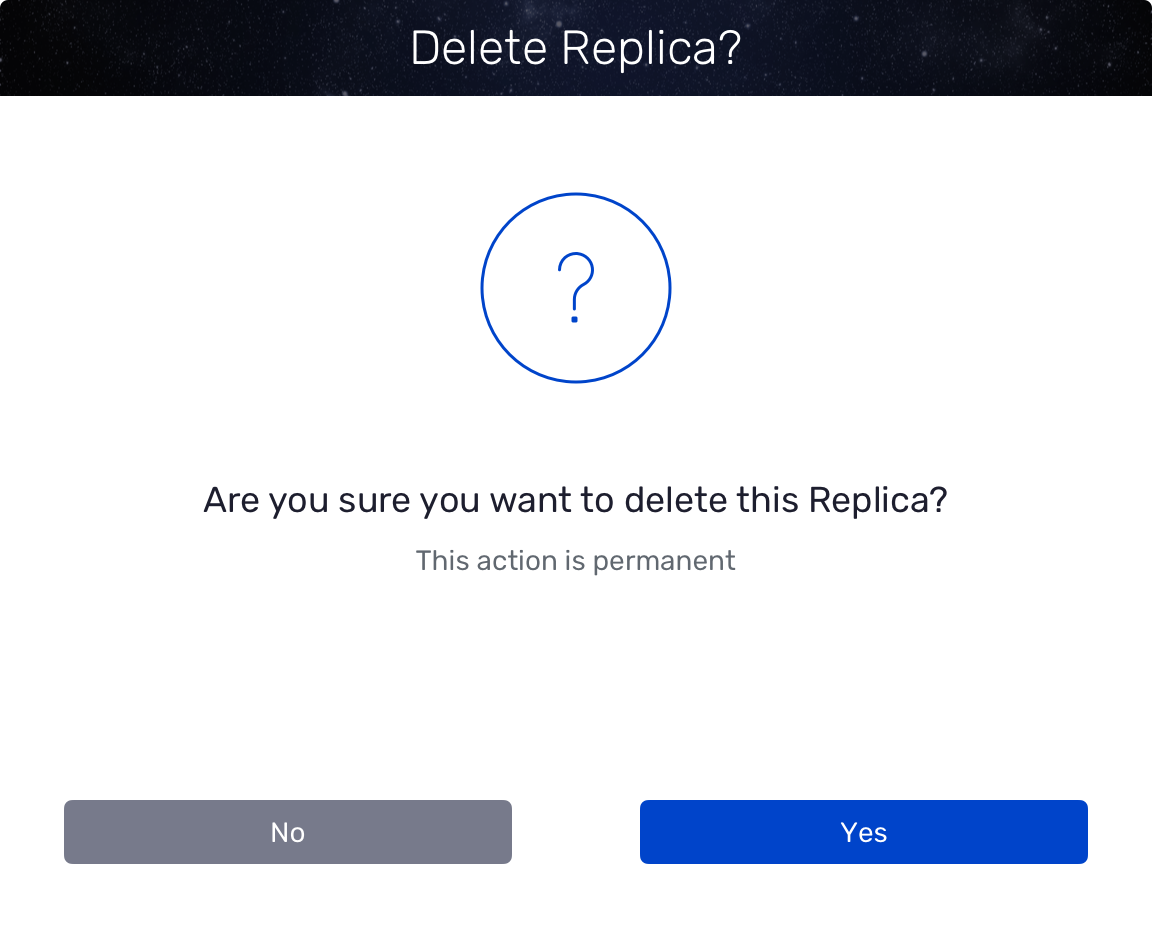 Delete Replica?
?
Are you sure you want to delete this Replica?
This action is permanent
No
Yes